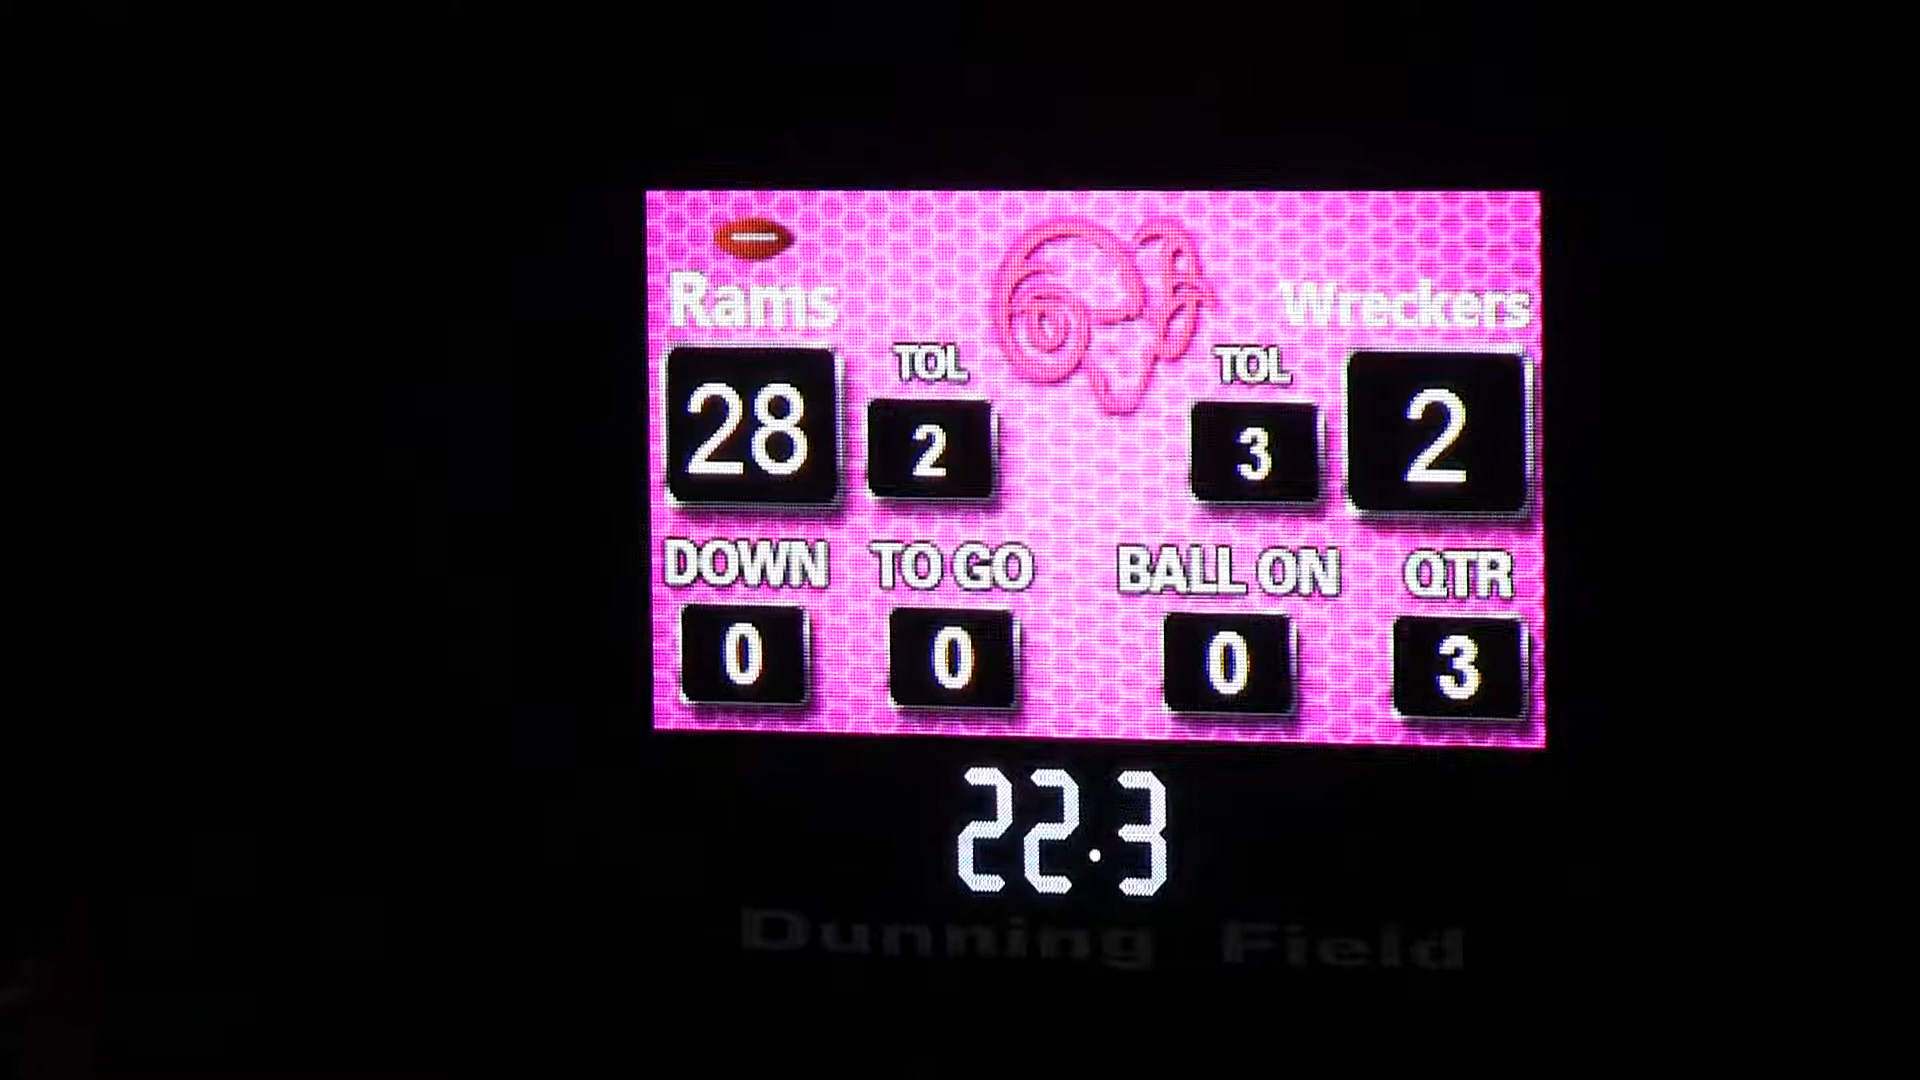 Rams Wreckers
TOL TOL
28 2 3 2
DOWN TO GO BALL ON QTR
0 0 0 3
22.3
Dunning Field